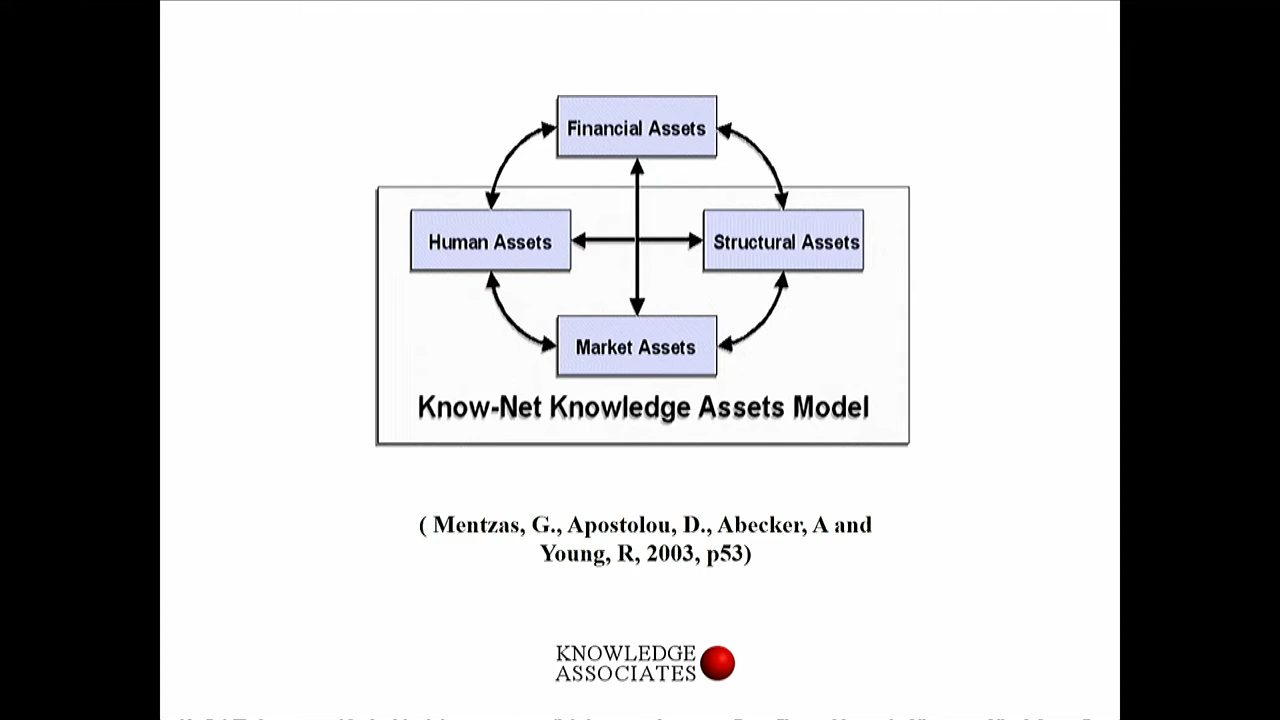 Financial Assets
Human Assets
Structural Assets
Market Assets
Know-Net Knowledge Assets Model
( Mentzas, G., Apostolou, D., Abecker, A and
Young, R, 2003, p53)
KNOWLEDGE
ASSOCIATES